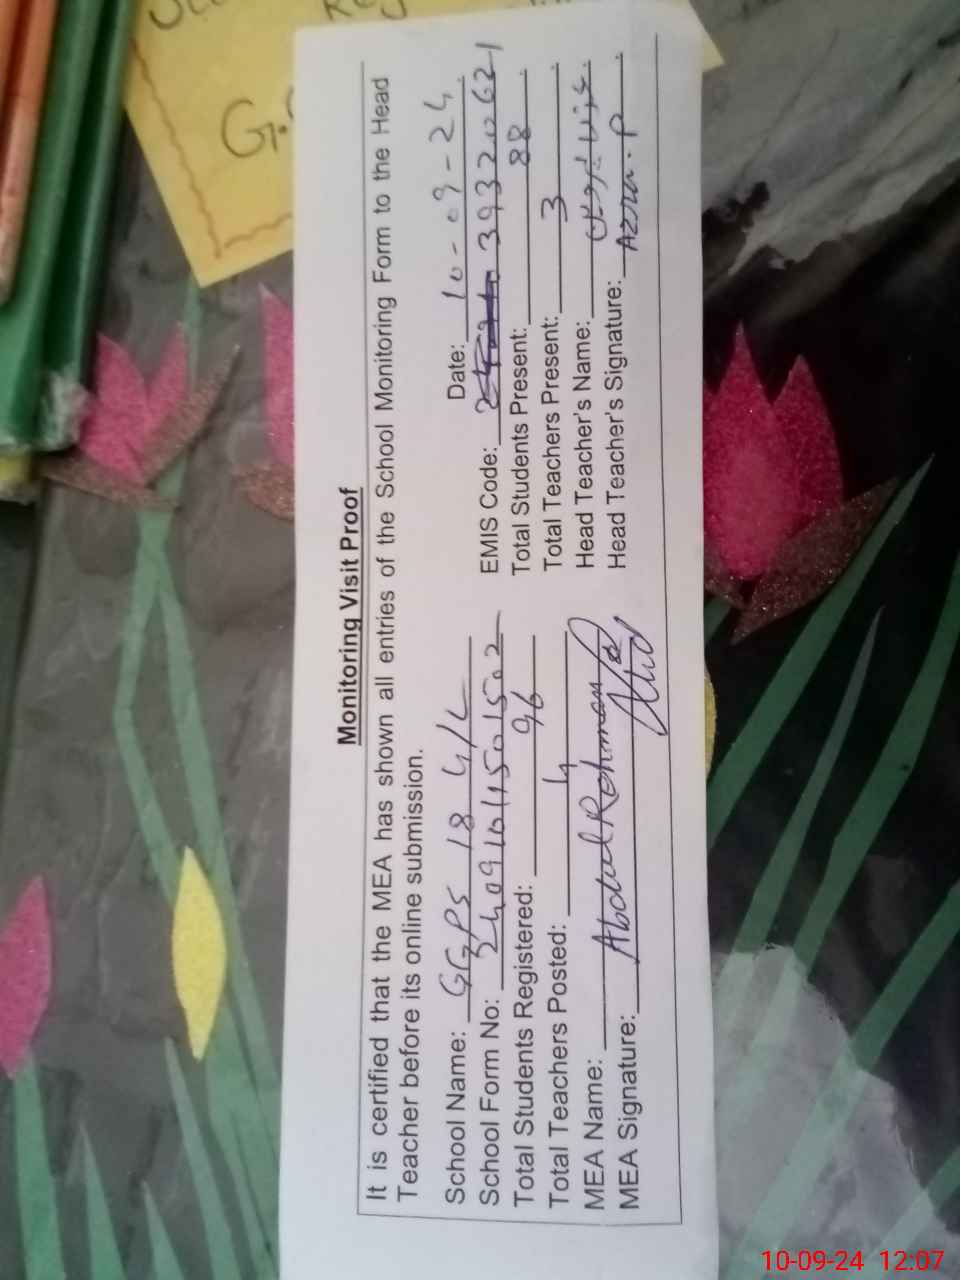 G.
Monitoring Visit Proof
It is certified that the MEA has shown all entries of the School Monitoring Form to the Head
Teacher before its online submission.
School Name: GGPS 18 4/L Date: 10-09-24
School Form No: EMIS Code: 39320621
Total Students Registered: 96 Total Students Present: 88
Total Teachers Posted: 4 Total Teachers Present: 3
MEA Name: Abdul Rehman Head Teacher's Name:
MEA Signature: Head Teacher's Signature: Azra. P
10-09-24 12:07